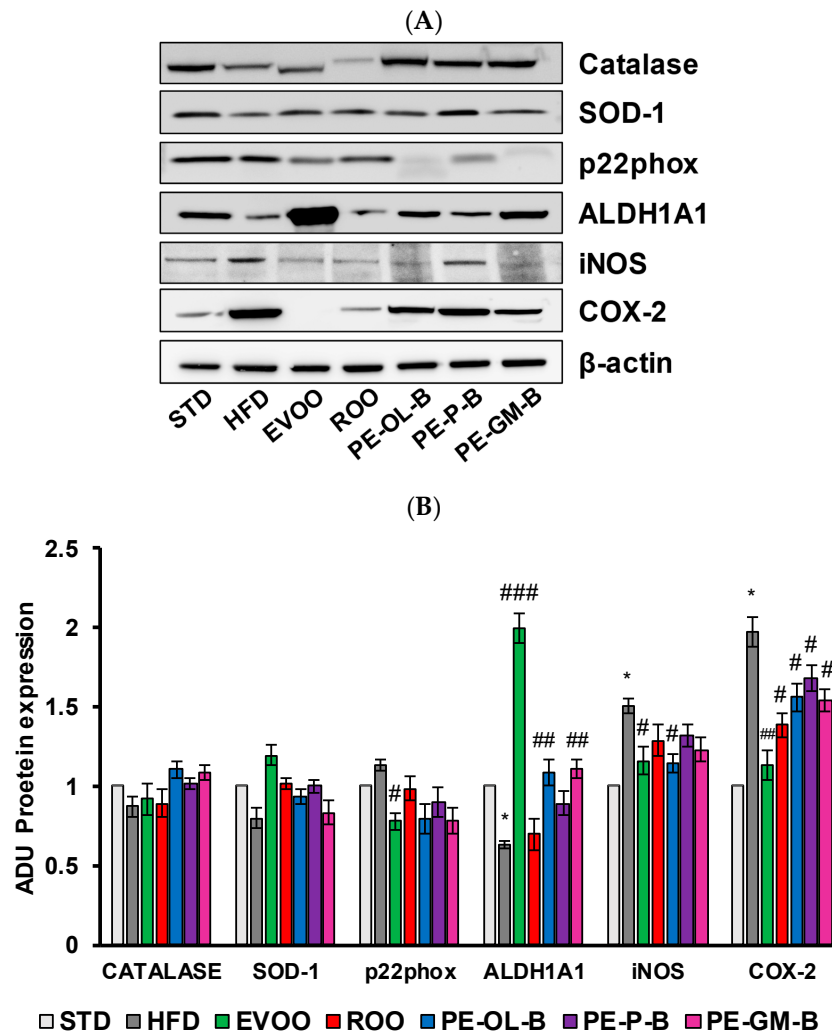 (A)
Catalase
SOD-1
p22phox
ALDH1A1
iNOS
COX-2
β-actin
STD HFD EVOO ROO PE-OL-B PE-P-B PE-GM-B
(B)
ADU Proetein expression
2.5
2
1.5
1
0.5
0
#
*
###
##
##
*
#
#
*
##
#
#
#
#
CATALASE SOD-1 p22phox ALDH1A1 iNOS COX-2
STD HFD EVOO ROO PE-OL-B PE-P-B PE-GM-B